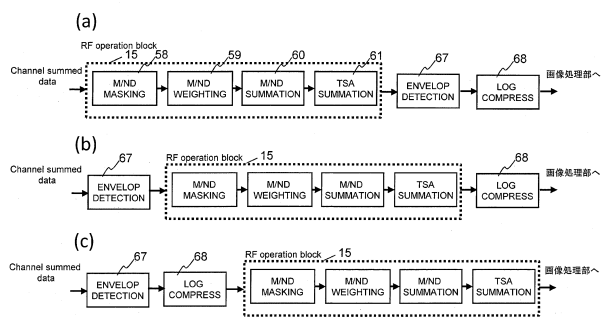 (a)
RF operation block
15
58
59
60
61
67
68
Channel summed
data
M/ND
MASKING
M/ND
WEIGHTING
M/ND
SUMMATION
TSA
SUMMATION
ENVELOP
DETECTION
LOG
COMPRESS
画像処理部へ
(b)
67
RF operation block
15
68
Channel summed
data
ENVELOP
DETECTION
M/ND
MASKING
M/ND
WEIGHTING
M/ND
SUMMATION
TSA
SUMMATION
LOG
COMPRESS
画像処理部へ
(c)
67
68
RF operation block
15
Channel summed
data
ENVELOP
DETECTION
LOG
COMPRESS
M/ND
MASKING
M/ND
WEIGHTING
M/ND
SUMMATION
TSA
SUMMATION
画像処理部へ